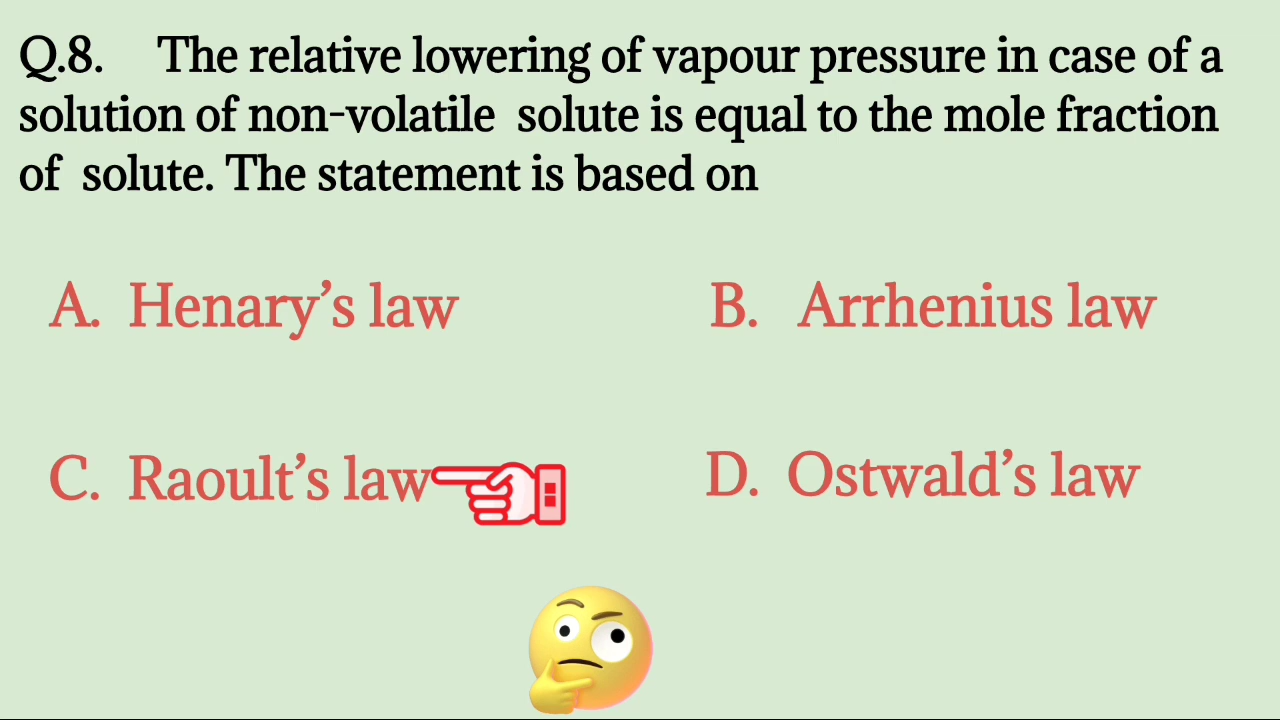 Q.8. The relative lowering of vapour pressure in case of a
solution of non-volatile solute is equal to the mole fraction
of solute. The statement is based on
A. Henary’s law
B. Arrhenius law
C. Raoult’s law
D. Ostwald’s law